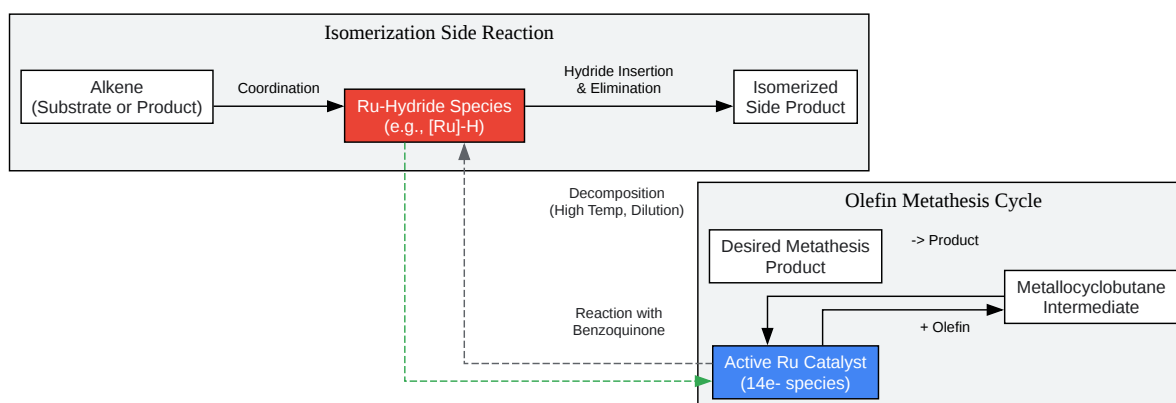 Isomerization Side Reaction
Alkene
(Substrate or Product)
Coordination
Ru-Hydride Species
(e.g., [Ru]-H)
Hydride Insertion
& Elimination
Isomerized
Side Product
Decomposition
(High Temp, Dilution)
Olefin Metathesis Cycle
Desired Metathesis
Product
-> Product
Metallocyclobutane
Intermediate
Reaction with
Benzoquinone
+ Olefin
Active Ru Catalyst
(14e- species)